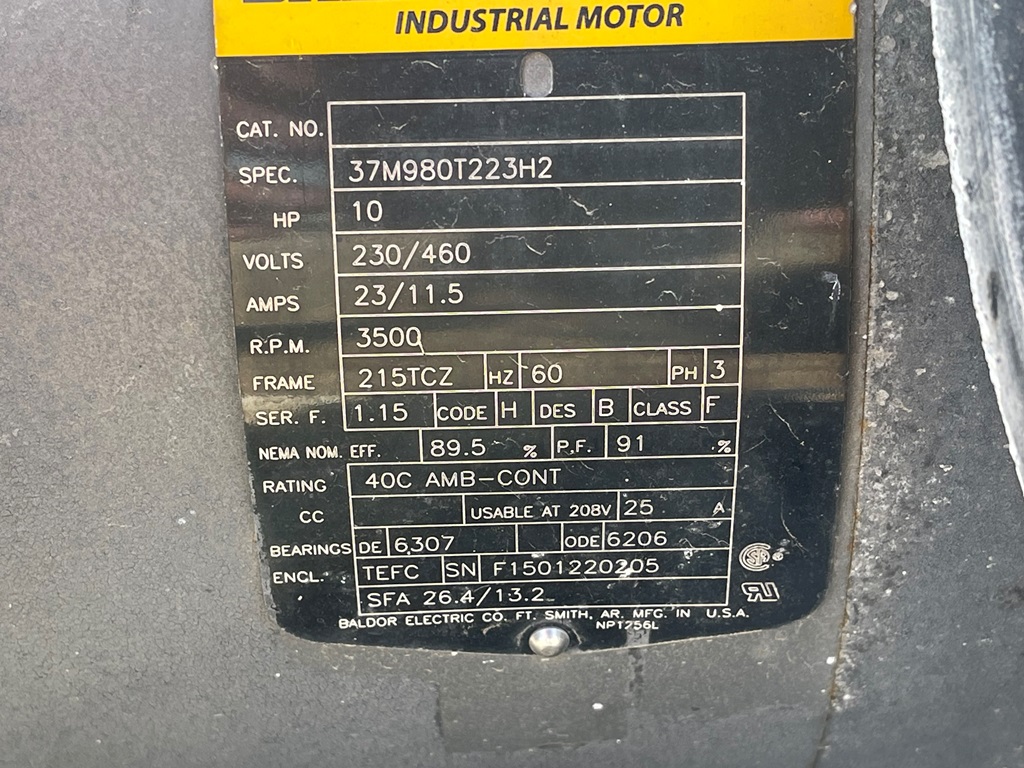 INDUSTRIAL MOTOR
CAT. NO.
SPEC. 37M980T223H2
HP 10
VOLTS 230/460
AMPS 23/11.5
R.P.M. 3500
FRAME 215TCZ HZ 60 PH 3
SER. F. 1.15 CODE H DES B CLASS F
NEMA NOM. EFF. 89.5 % P.F. 91 %
RATING 40C AMB-CONT
CC USABLE AT 208V 25 A
BEARINGS DE 6307 ODE 6206
ENCL. TEFC SN F1501220205
SFA 26.4/13.2
BALDOR ELECTRIC CO. FT. SMITH, AR. MFG. IN U.S.A.
NP1256L